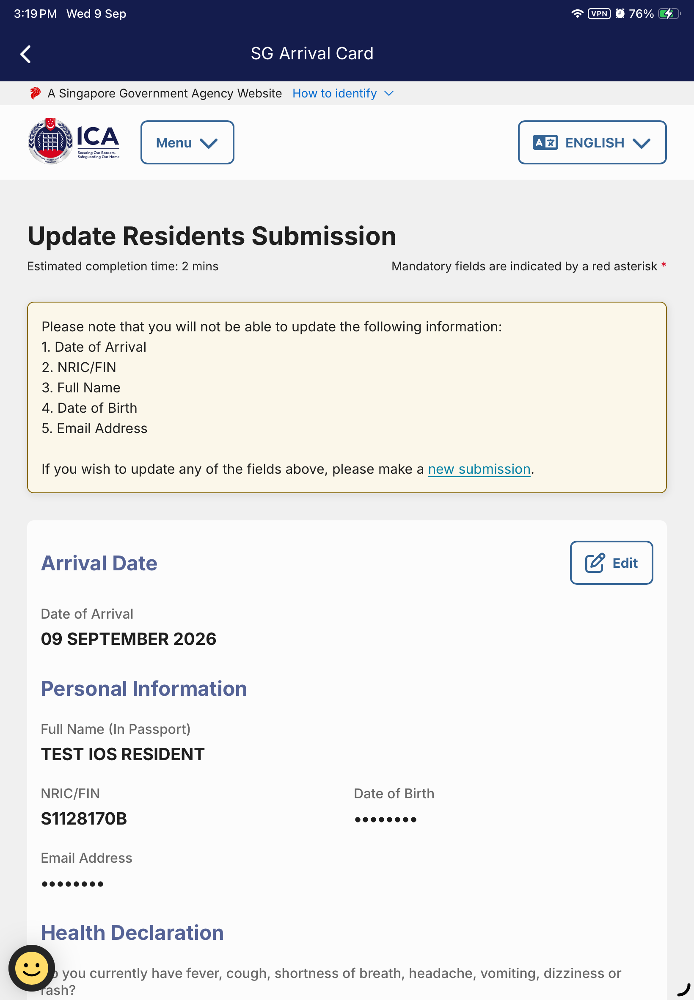 3:19 PM Wed 9 Sep
VPN 76%
SG Arrival Card
A Singapore Government Agency Website How to identify
ICA
Securing Our Borders,
Safeguarding Our Home
IMMIGRATION & CHECKPOINTS AUTHORITY
SINGAPORE
Menu
ENGLISH
Update Residents Submission
Estimated completion time: 2 mins
Mandatory fields are indicated by a red asterisk *
Please note that you will not be able to update the following information:
1. Date of Arrival
2. NRIC/FIN
3. Full Name
4. Date of Birth
5. Email Address
If you wish to update any of the fields above, please make a new submission.
Arrival Date
Edit
Date of Arrival
09 SEPTEMBER 2026
Personal Information
Full Name (In Passport)
TEST IOS RESIDENT
NRIC/FIN
S1128170B
Date of Birth
••••••••
Email Address
••••••••
Health Declaration
you currently have fever, cough, shortness of breath, headache, vomiting, dizziness or
rash?